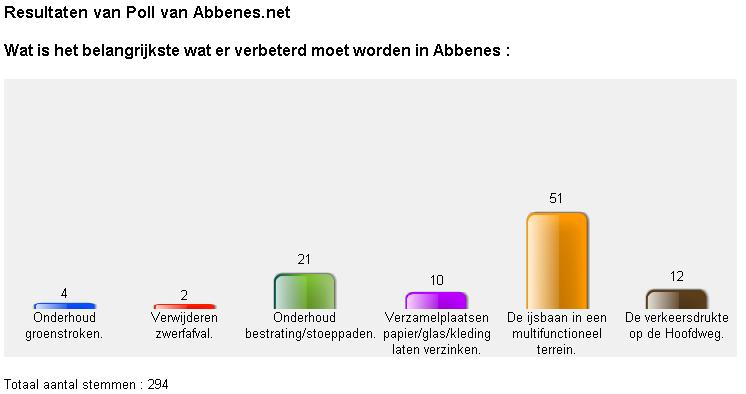 Resultaten van Poll van Abbenes.net
Wat is het belangrijkste wat er verbeterd moet worden in Abbenes :
4
2
21
10
51
12
Onderhoud
groenstroken.
Verwijderen
zwerfafval.
Onderhoud
bestrating/stoeppaden.
Verzamelplaatsen
papier/glas/kleding
laten verzinken.
De ijsbaan in een
multifunctioneel
terrein.
De verkeersdrukte
op de Hoofdweg.
Totaal aantal stemmen : 294